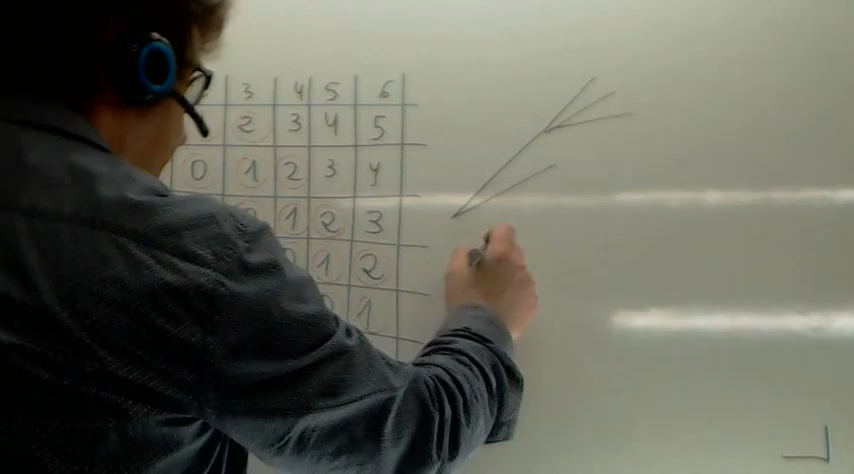 3 4 5 6
2 3 4 5
0 1 2 3 4
1 2 3
1 2
1